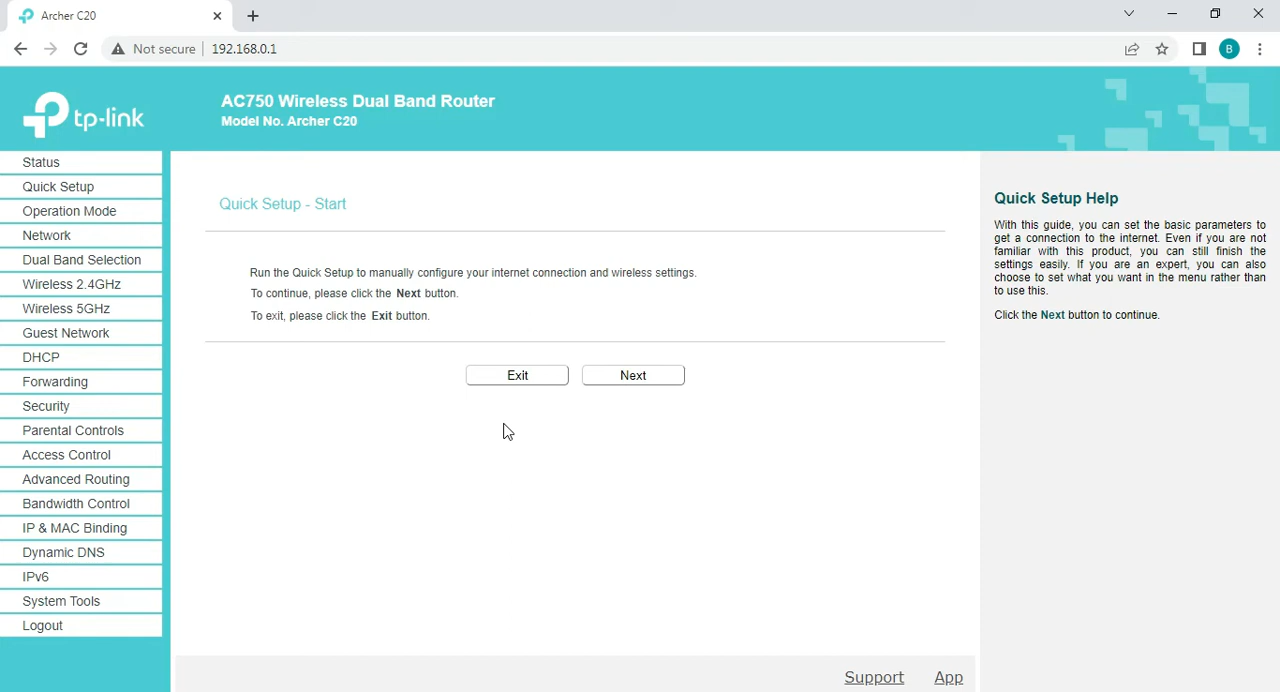 Archer C20
Not secure
192.168.0.1
B
tp-link
AC750 Wireless Dual Band Router
Model No. Archer C20
Status
Quick Setup
Operation Mode
Network
Dual Band Selection
Wireless 2.4GHz
Wireless 5GHz
Guest Network
DHCP
Forwarding
Security
Parental Controls
Access Control
Advanced Routing
Bandwidth Control
IP & MAC Binding
Dynamic DNS
IPv6
System Tools
Logout
Quick Setup - Start
Run the Quick Setup to manually configure your internet connection and wireless settings.
To continue, please click the Next button.
To exit, please click the Exit button.
Exit
Next
Quick Setup Help
With this guide, you can set the basic parameters to
get a connection to the internet. Even if you are not
familiar with this product, you can still finish the
settings easily. If you are an expert, you can also
choose to set what you want in the menu rather than
to use this.
Click the Next button to continue.
Support
App